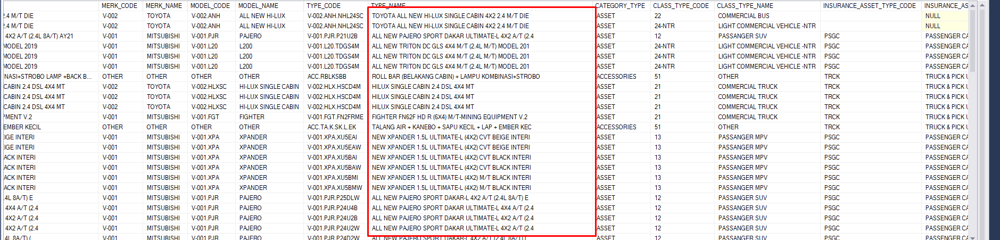 MERK_CODE MERK_NAME MODEL_CODE MODEL_NAME TYPE_CODE TYPE_NAME CATEGORY_TYPE CLASS_TYPE_CODE CLASS_TYPE_NAME INSURANCE_ASSET_TYPE_CODE INSURANCE_AS
2.4 M/T DIE V-002 TOYOTA V-002.ANH ALL NEW HI-LUX V-002.ANH.NHL24SC TOYOTA ALL NEW HI-LUX SINGLE CABIN 4X2 2.4 M/T DIE ASSET 22 COMMERCIAL BUS NULL
2.4 M/T DIE V-002 TOYOTA V-002.ANH ALL NEW HI-LUX V-002.ANH.NHL24SC TOYOTA ALL NEW HI-LUX SINGLE CABIN 4X2 2.4 M/T DIE ASSET 24-NTR LIGHT COMMERCIAL VEHICLE -NTR NULL
4X2 A/T (2.4L 8A/T) AY21 V-001 MITSUBISHI V-001.PJR PAJERO V-001.PJR.P21U2B ALL NEW PAJERO SPORT DAKAR ULTIMATE-L 4X2 A/T (2.4 ASSET 12 PASSANGER SUV PSGC PASSENGER CA
MODEL 2019 V-001 MITSUBISHI V-001.L20 L200 V-001.L20.TDGS4M ALL NEW TRITON DC GLS 4X4 M/T (2.4L M/T) MODEL 201 ASSET 24-NTR LIGHT COMMERCIAL VEHICLE -NTR PSGC PASSENGER CA
MODEL 2019 V-001 MITSUBISHI V-001.L20 L200 V-001.L20.TDGS4M ALL NEW TRITON DC GLS 4X4 M/T (2.4L M/T) MODEL 201 ASSET 24-NTR LIGHT COMMERCIAL VEHICLE -NTR PSGC PASSENGER CA
MODEL 2019 V-001 MITSUBISHI V-001.L20 L200 V-001.L20.TDGS4M ALL NEW TRITON DC GLS 4X4 M/T (2.4L M/T) MODEL 201 ASSET 24-NTR LIGHT COMMERCIAL VEHICLE -NTR PSGC PASSENGER CA
NASI+STROBO LAMP +BACK B... OTHER OTHER OTHER OTHER ACC.RBLKSBB ROLL BAR (BELAKANG CABIN) + LAMPU KOMBINASI+STROBO ACCESSORIES 51 OTHER TRCK TRUCK & PICK U
CABIN 2.4 DSL 4X4 MT V-002 TOYOTA V-002.HLXSC HI-LUX SINGLE CABIN V-002.HLX.HSCD4M HILUX SINGLE CABIN 2.4 DSL 4X4 MT ASSET 21 COMMERCIAL TRUCK TRCK TRUCK & PICK U
CABIN 2.4 DSL 4X4 MT V-002 TOYOTA V-002.HLXSC HI-LUX SINGLE CABIN V-002.HLX.HSCD4M HILUX SINGLE CABIN 2.4 DSL 4X4 MT ASSET 21 COMMERCIAL TRUCK TRCK TRUCK & PICK U
CABIN 2.4 DSL 4X4 MT V-002 TOYOTA V-002.HLXSC HI-LUX SINGLE CABIN V-002.HLX.HSCD4M HILUX SINGLE CABIN 2.4 DSL 4X4 MT ASSET 21 COMMERCIAL TRUCK TRCK TRUCK & PICK U
PMENT V.2 V-001 MITSUBISHI V-001.FGT FIGHTER V-001.FGT.FN2FRME FIGHTER FN62F HD R (6X4) M/T-MINING EQUIPMENT V.2 ASSET 21 COMMERCIAL TRUCK TRCK TRUCK & PICK U
EMBER KECIL OTHER OTHER OTHER OTHER ACC.TA.K.SK.L.EK TALANG AIR + KANEBO + SAPU KECIL + LAP + EMBER KEC ACCESSORIES 51 OTHER TRCK TRUCK & PICK U
IGE INTERI V-001 MITSUBISHI V-001.XPA XPANDER V-001.XPA.XU5EAI NEW XPANDER 1.5L ULTIMATE-L (4X2) CVT BEIGE INTERI ASSET 13 PASSANGER MPV PSGC PASSENGER CA
IGE INTERI V-001 MITSUBISHI V-001.XPA XPANDER V-001.XPA.XU5EAW NEW XPANDER 1.5L ULTIMATE-L (4X2) CVT BEIGE INTERI ASSET 13 PASSANGER MPV PSGC PASSENGER CA
ACK INTERI V-001 MITSUBISHI V-001.XPA XPANDER V-001.XPA.XU5BAI NEW XPANDER 1.5L ULTIMATE-L (4X2) CVT BLACK INTERI ASSET 13 PASSANGER MPV PSGC PASSENGER CA
ACK INTERI V-001 MITSUBISHI V-001.XPA XPANDER V-001.XPA.XU5BAW NEW XPANDER 1.5L ULTIMATE-L (4X2) CVT BLACK INTERI ASSET 13 PASSANGER MPV PSGC PASSENGER CA
ACK INTERI V-001 MITSUBISHI V-001.XPA XPANDER V-001.XPA.XU5BMI NEW XPANDER 1.5L ULTIMATE-L (4X2) M/T BLACK INTERI ASSET 13 PASSANGER MPV PSGC PASSENGER CA
ACK INTERI V-001 MITSUBISHI V-001.XPA XPANDER V-001.XPA.XU5BMW NEW XPANDER 1.5L ULTIMATE-L (4X2) M/T BLACK INTERI ASSET 13 PASSANGER MPV PSGC PASSENGER CA
.4L 8A/T) E V-001 MITSUBISHI V-001.PJR PAJERO V-001.PJR.P25DLW ALL NEW PAJERO SPORT DAKAR-L 4X2 A/T (2.4L 8A/T) E ASSET 12 PASSANGER SUV PSGC PASSENGER CA
4X4 A/T (2.4 V-001 MITSUBISHI V-001.PJR PAJERO V-001.PJR.P24U4B ALL NEW PAJERO SPORT DAKAR ULTIMATE-L 4X4 A/T (2.4 ASSET 12 PASSANGER SUV PSGC PASSENGER CA
4X2 A/T (2.4 V-001 MITSUBISHI V-001.PJR PAJERO V-001.PJR.P24U2B ALL NEW PAJERO SPORT DAKAR ULTIMATE-L 4X2 A/T (2.4 ASSET 12 PASSANGER SUV PSGC PASSENGER CA
4X2 A/T (2.4 V-001 MITSUBISHI V-001.PJR PAJERO V-001.PJR.P24U2W ALL NEW PAJERO SPORT DAKAR ULTIMATE-L 4X2 A/T (2.4 ASSET 12 PASSANGER SUV PSGC PASSENGER CA
.4L 8A/T) ( V-001 MITSUBISHI V-001.PJR PAJERO V-001.PJR.P24D2W ALL NEW PAJERO SPORT DAKAR-L 4X2 A/T (2.4L 8A/T) ( ASSET 12 PASSANGER SUV PSGC PASSENGER CA